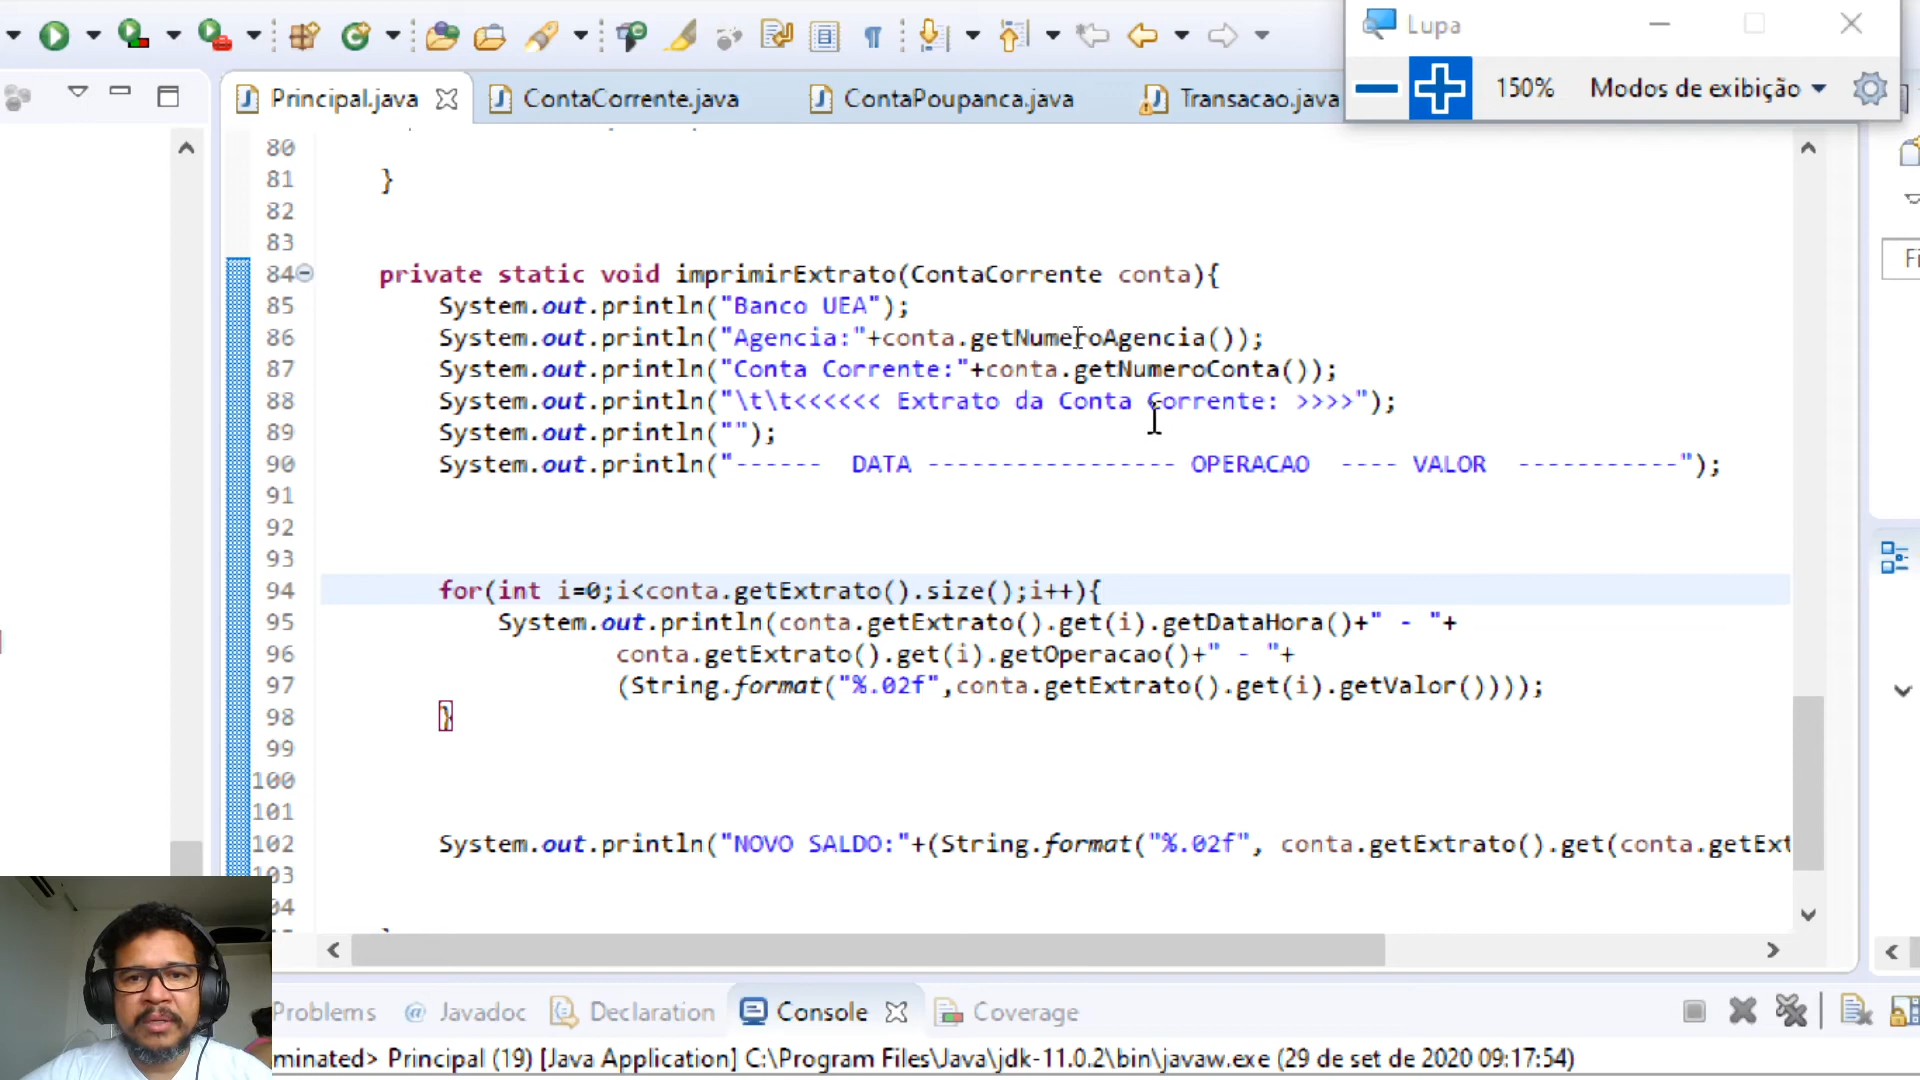 Lupa
150% Modos de exibição
Principal.java ContaCorrente.java ContaPoupanca.java Transacao.java
80
81 }
82
83
84 private static void imprimirExtrato(ContaCorrente conta){
85 System.out.println("Banco UEA");
86 System.out.println("Agencia:"+conta.getNumeroAgencia());
87 System.out.println("Conta Corrente:"+conta.getNumeroConta());
88 System.out.println("\t\t<<<<<< Extrato da Conta Corrente: >>>>");
89 System.out.println("");
90 System.out.println("------ DATA ----------------- OPERACAO ---- VALOR -----------");
91
92
93
94 for(int i=0;i<conta.getExtrato().size();i++){
95 System.out.println(conta.getExtrato().get(i).getDataHora()+" - "+
96 conta.getExtrato().get(i).getOperacao()+" - "+
97 (String.format("%.02f",conta.getExtrato().get(i).getValor())));
98 }
99
100
101
102 System.out.println("NOVO SALDO:"+(String.format("%.02f", conta.getExtrato().get(conta.getExt
103
04
Fi
Problems @ Javadoc Declaration Console Coverage
minated> Principal (19) [Java Application] C:\Program Files\Java\jdk-11.0.2\bin\javaw.exe (29 de set de 2020 09:17:54)